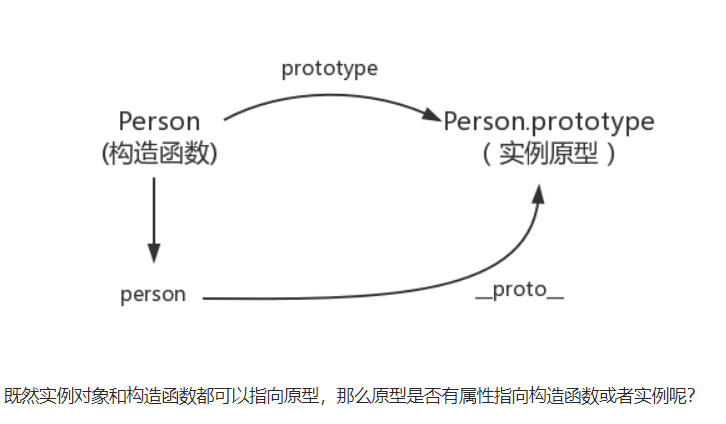 prototype
Person
(构造函数)
Person.prototype
（ 实例原型 ）
person
__proto__
既然实例对象和构造函数都可以指向原型，那么原型是否有属性指向构造函数或者实例呢？